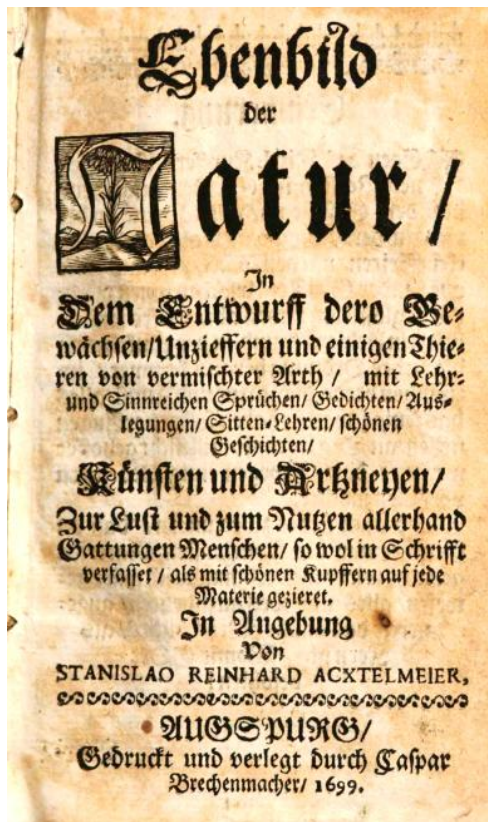 Ebenbild
der
Natur /
In
Dem Entwurff dero Ge-
wächsen/Unzieffern und einigen Thie-
ren von vermischter Arth / mit Lehr-
und Sinnreichen Sprüchen/ Gedichten/ Aus-
legungen/ Sitten-Lehren/ schönen
Geschichten/
Künsten und Artzneyen/
Zur Lust und zum Nutzen allerhand
Gattungen Menschen/ so wol in Schrifft
verfasset / als mit schönen Kupffern auf jede
Materie gezieret.
In Angebung
Von
STANISLAO REINHARD ACXTELMEIER,
AUGSPURG/
Gedruckt und verlegt durch Caspar
Brechenmacher/ 1699.